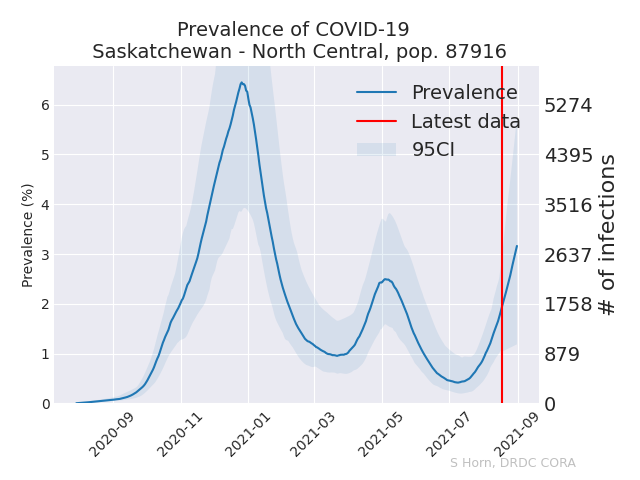 Prevalence of COVID-19
Saskatchewan - North Central, pop. 87916
Prevalence
Latest data
95CI
Prevalence (%)
6
5
4
3
2
1
0
5274
4395
3516
2637
1758
879
0
# of infections
2020-09
2020-11
2021-01
2021-03
2021-05
2021-07
2021-09
S Horn, DRDC CORA